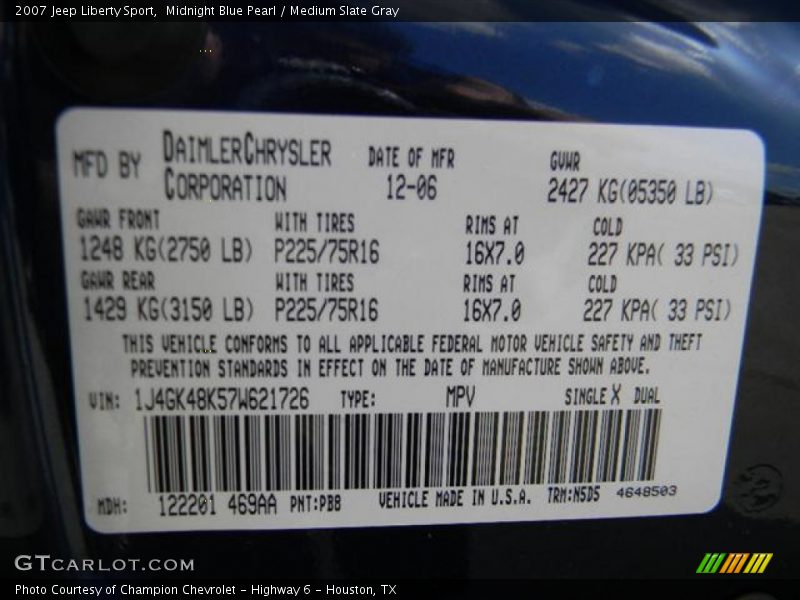 2007 Jeep Liberty Sport,  Midnight Blue Pearl / Medium Slate Gray
MFD BY DAIMLERCHRYSLER CORPORATION DATE OF MFR 12-06 GVWR 2427 KG(05350 LB)
GAWR FRONT WITH TIRES RIMS AT COLD
1248 KG(2750 LB) P225/75R16 16X7.0 227 KPA( 33 PSI)
GAWR REAR WITH TIRES RIMS AT COLD
1429 KG(3150 LB) P225/75R16 16X7.0 227 KPA( 33 PSI)
THIS VEHICLE CONFORMS TO ALL APPLICABLE FEDERAL MOTOR VEHICLE SAFETY AND THEFT
PREVENTION STANDARDS IN EFFECT ON THE DATE OF MANUFACTURE SHOWN ABOVE.
VIN: 1J4GK48K57W621726 TYPE: MPV SINGLE X DUAL
MDH: 122201 469AA PNT:PBB VEHICLE MADE IN U.S.A. TRM:N5D5 4648503
GTCARLOT.COM
Photo Courtesy of Champion Chevrolet - Highway 6 - Houston, TX